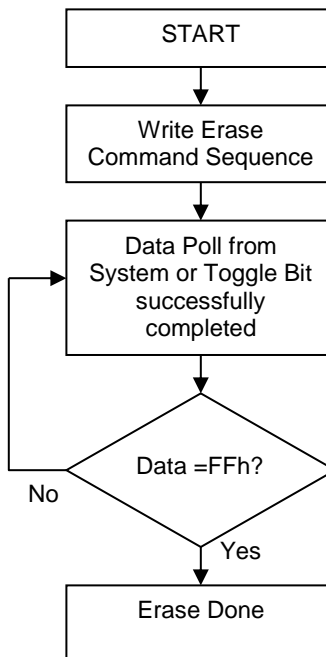 START
Write Erase
Command Sequence
Data Poll from
System or Toggle Bit
successfully
completed
Data =FFh?
No
Yes
Erase Done